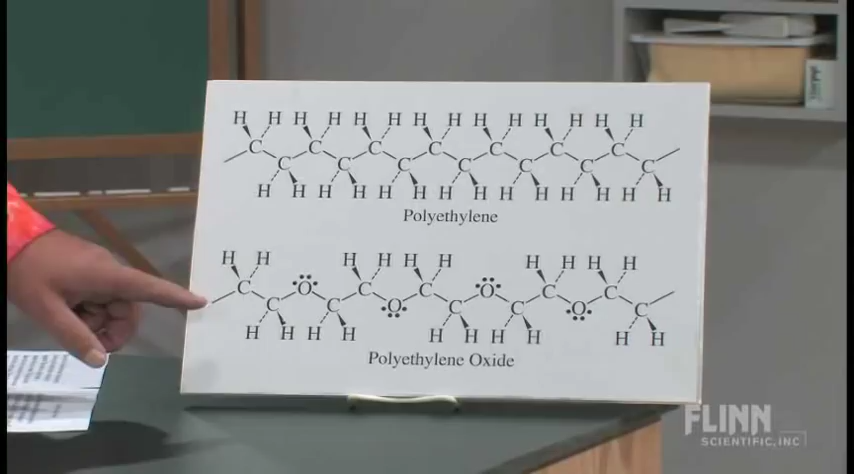 H H H H H H H H H H H H H H
C C C C C C C
C C C C C C C
H H H H H H H H H H H H H H
Polyethylene
H H H H H H H H H H
C O C C O C C
C C O C C O C
H H H H H H H H H H
Polyethylene Oxide
FLINN
SCIENTIFIC, INC